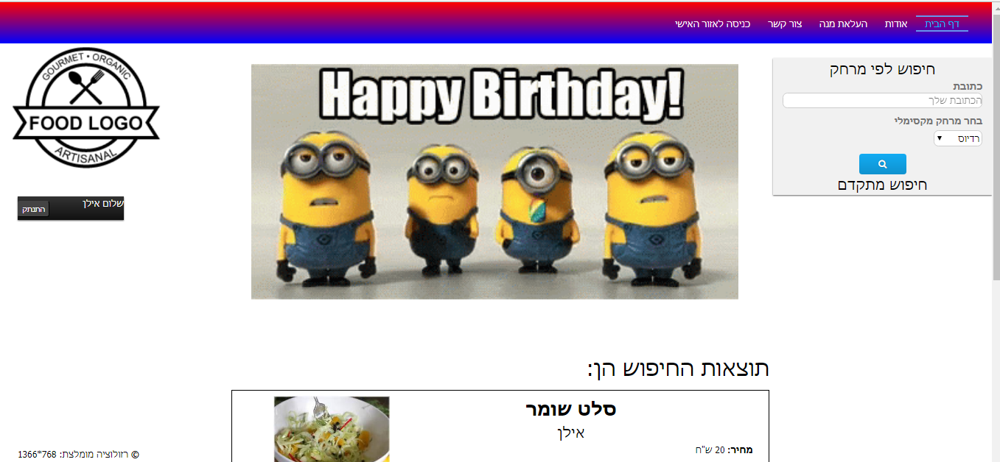 דף הבית
אודות
העלאת מנה
צור קשר
כניסה לאזור האישי
חיפוש לפי מרחק
כתובת
הכתובת שלך
בחר מרחק מקסימלי
רדיוס
חיפוש מתקדם
Happy Birthday!
GOURMET • ORGANIC
FOOD LOGO
ARTISANAL
שלום אילן
התנתק
תוצאות החיפוש הן:
סלט שומר
אילן
מחיר: 20 ש"ח
© רזולוציה מומלצת: 768*1366